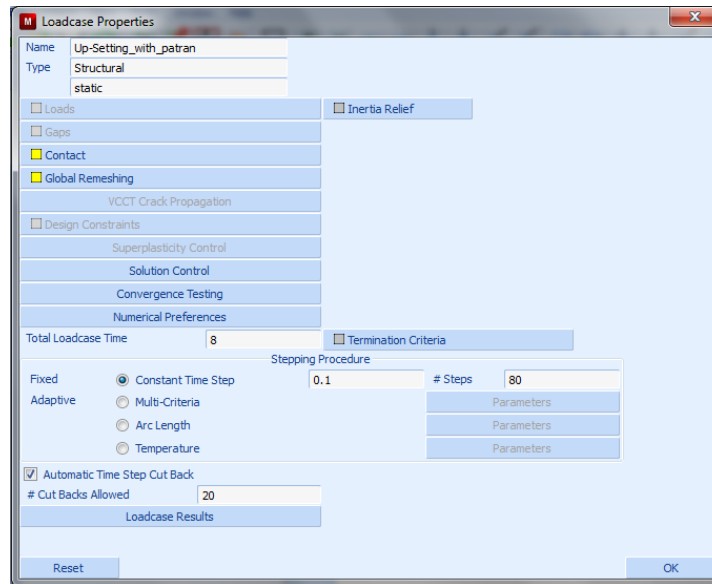 M Loadcase Properties
Name Up-Setting_with_patran
Type Structural
static
Loads Inertia Relief
Gaps
Contact
Global Remeshing
VCCT Crack Propagation
Design Constraints
Superplasticity Control
Solution Control
Convergence Testing
Numerical Preferences
Total Loadcase Time 8 Termination Criteria
Stepping Procedure
Fixed Constant Time Step 0.1 # Steps 80
Adaptive Multi-Criteria Parameters
Arc Length Parameters
Temperature Parameters
Automatic Time Step Cut Back
# Cut Backs Allowed 20
Loadcase Results
Reset OK